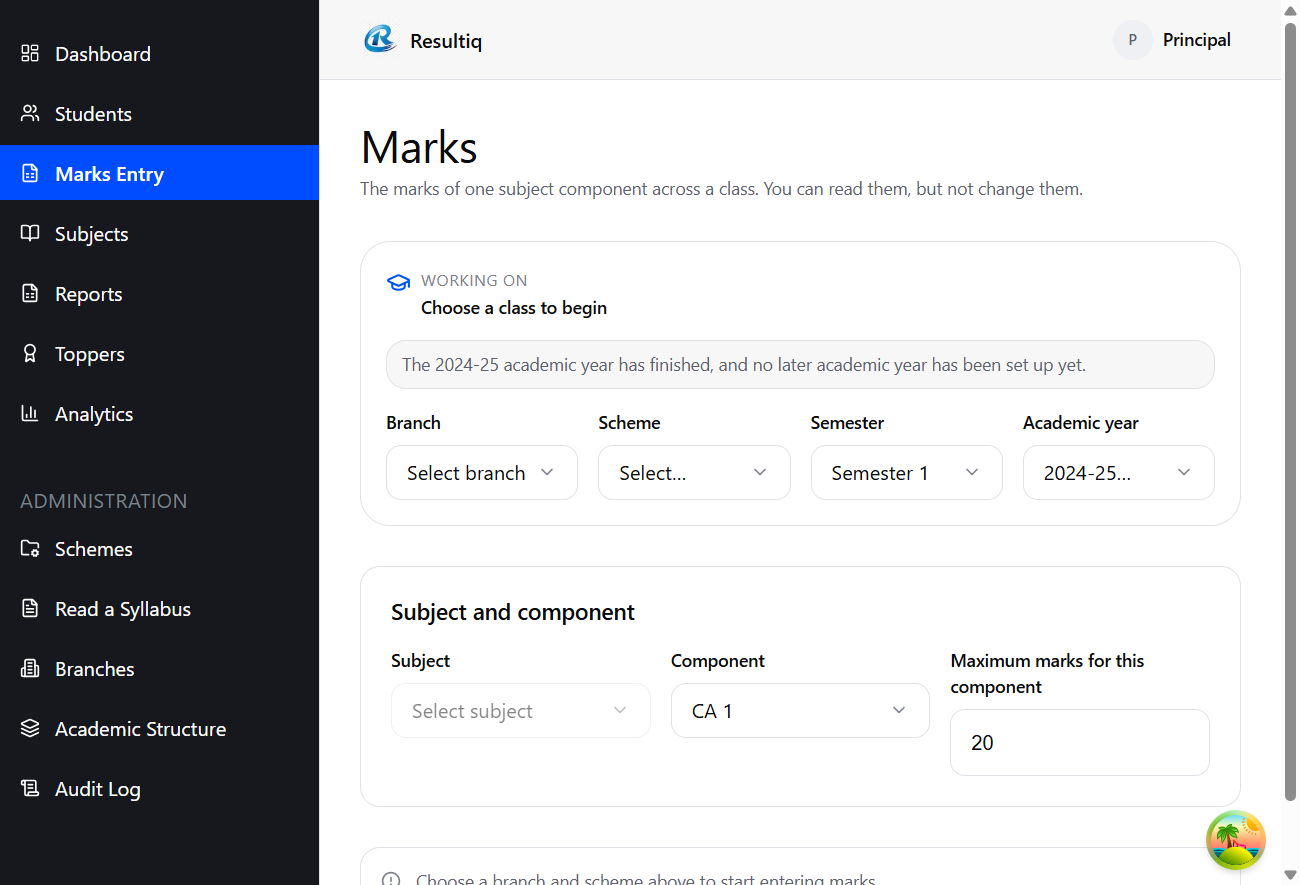 Dashboard
Students
Marks Entry
Subjects
Reports
Toppers
Analytics
ADMINISTRATION
Schemes
Read a Syllabus
Branches
Academic Structure
Audit Log
Resultiq
P Principal
Marks
The marks of one subject component across a class. You can read them, but not change them.
WORKING ON
Choose a class to begin
The 2024-25 academic year has finished, and no later academic year has been set up yet.
Branch Scheme Semester Academic year
Select branch Select... Semester 1 2024-25...
Subject and component
Subject Component Maximum marks for this
component
Select subject CA 1
20
Choose a branch and scheme above to start entering marks